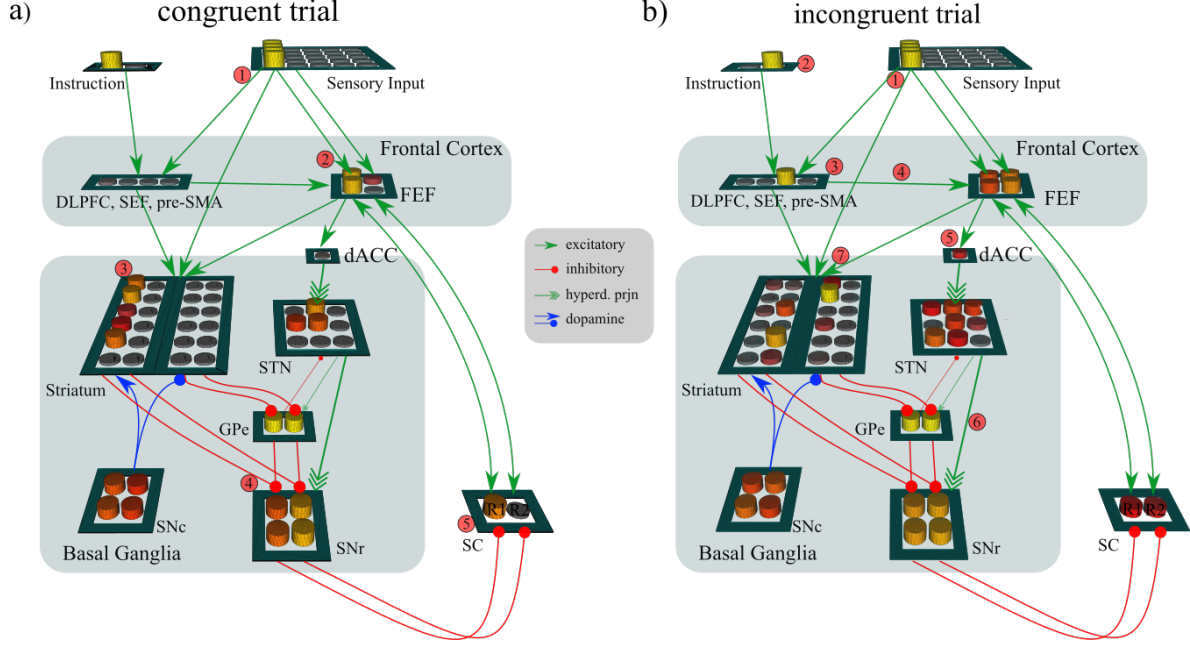 a)
congruent trial
1
Instruction
Sensory Input
Frontal Cortex
2
DLPFC, SEF, pre-SMA
FEF
dACC
3
STN
Striatum
GPe
4
SNc
SNr
Basal Ganglia
R1 R2
5
SC
excitatory
inhibitory
hyperd. prjn
dopamine
b)
incongruent trial
2
1
Instruction
Sensory Input
Frontal Cortex
3
4
DLPFC, SEF, pre-SMA
FEF
5
dACC
7
STN
Striatum
GPe
6
SNc
SNr
Basal Ganglia
R1 R2
SC